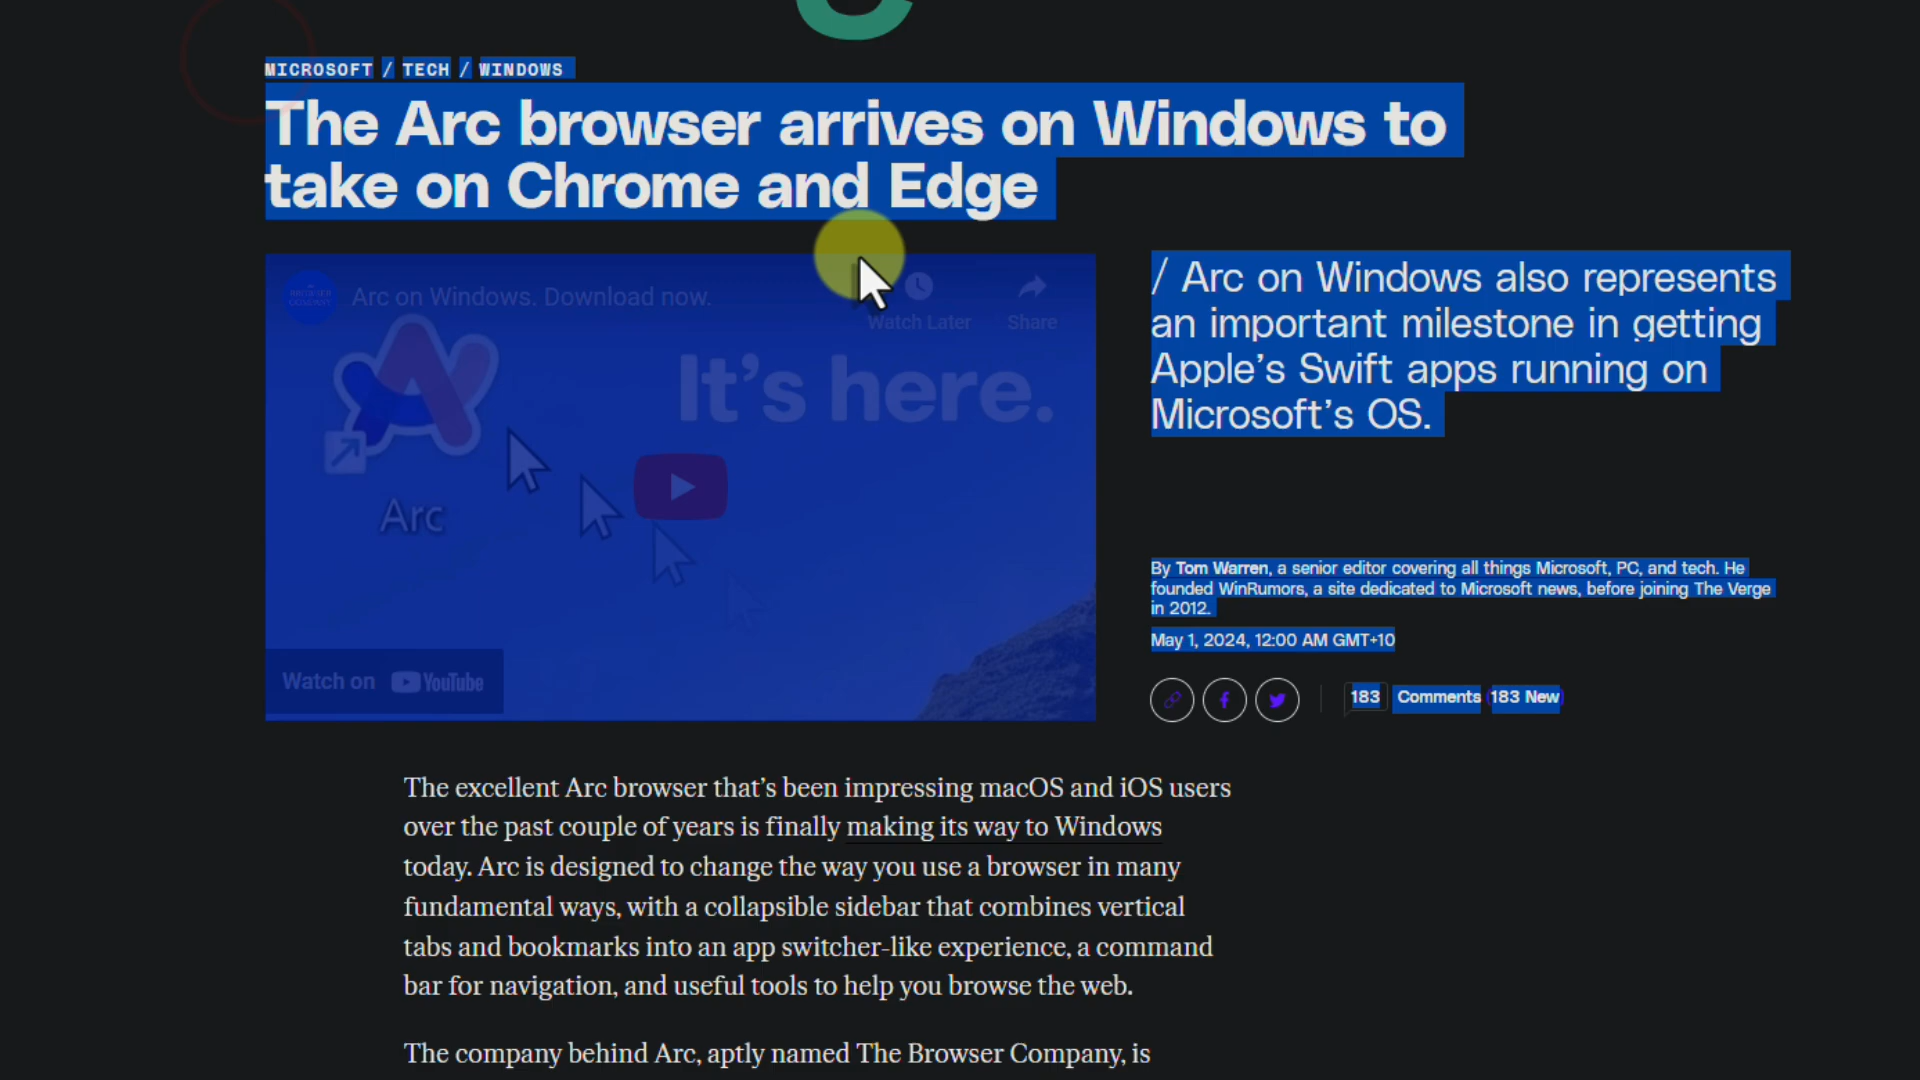 MICROSOFT / TECH / WINDOWS
The Arc browser arrives on Windows to
take on Chrome and Edge
Arc on Windows. Download now.
Watch Later
Share
It's here.
Arc
Watch on YouTube
/ Arc on Windows also represents
an important milestone in getting
Apple's Swift apps running on
Microsoft's OS.
By Tom Warren, a senior editor covering all things Microsoft, PC, and tech. He
founded WinRumors, a site dedicated to Microsoft news, before joining The Verge
in 2012.
May 1, 2024, 12:00 AM GMT+10
183 Comments (183 New)
The excellent Arc browser that's been impressing macOS and iOS users
over the past couple of years is finally making its way to Windows
today. Arc is designed to change the way you use a browser in many
fundamental ways, with a collapsible sidebar that combines vertical
tabs and bookmarks into an app switcher-like experience, a command
bar for navigation, and useful tools to help you browse the web.
The company behind Arc, aptly named The Browser Company, is